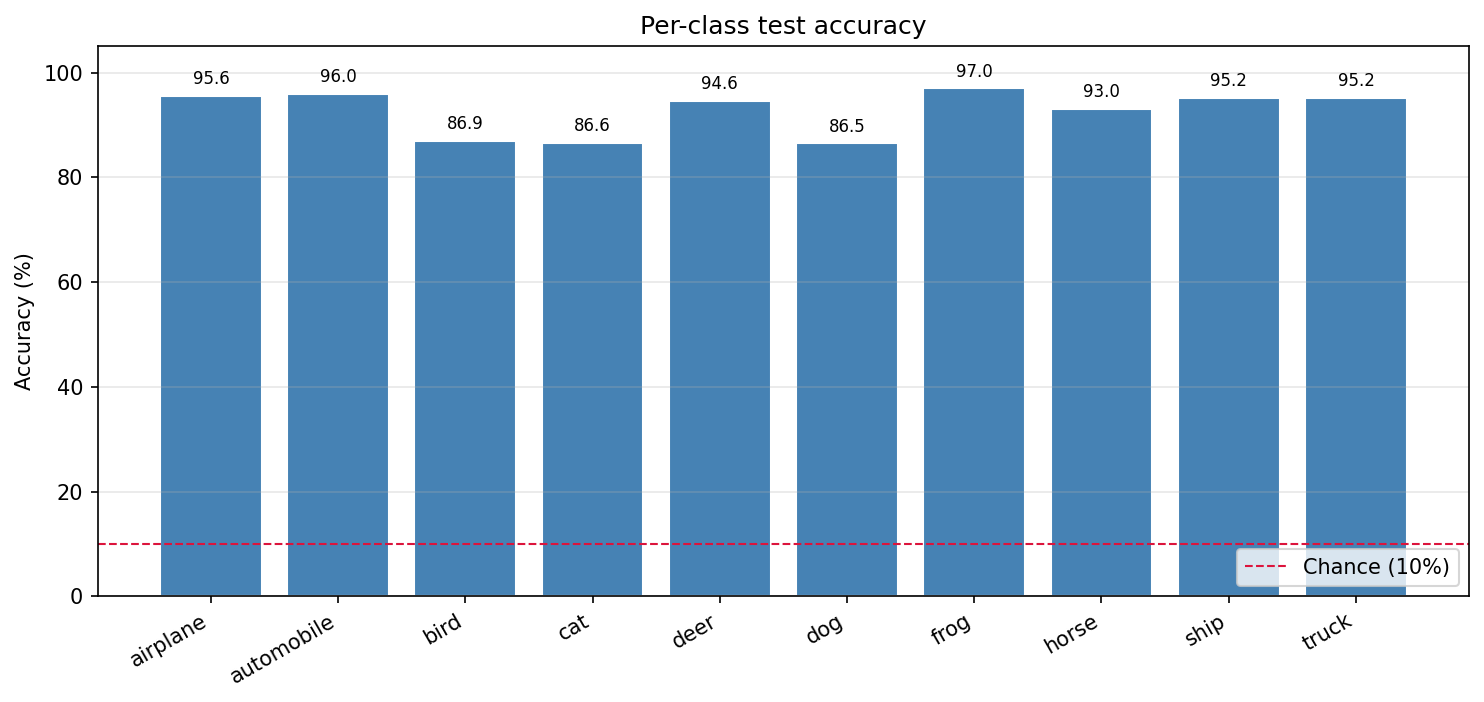 Per-class test accuracy
Accuracy (%)
100
80
60
40
20
0
95.6
96.0
86.9
86.6
94.6
86.5
97.0
93.0
95.2
95.2
Chance (10%)
airplane
automobile
bird
cat
deer
dog
frog
horse
ship
truck